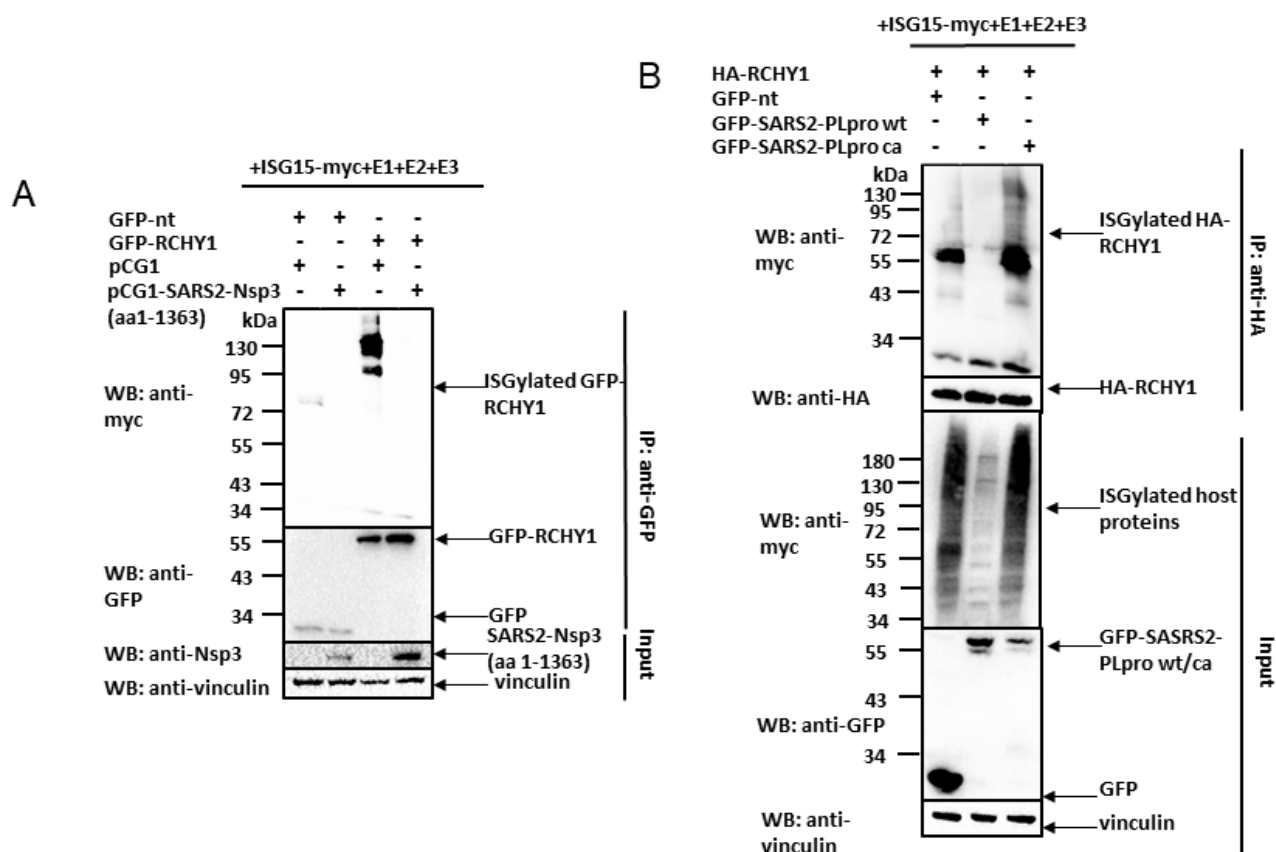 A
+ISG15-myc+E1+E2+E3
GFP-nt + + - -
GFP-RCHY1 - - + +
pCG1 + - + -
pCG1-SARS2-Nsp3 - + - +
(aa1-1363)
kDa
130
95
72
55
43
34
WB: anti-
myc
ISGylated GFP-
RCHY1
55
43
34
WB: anti-
GFP
GFP-RCHY1
GFP
IP: anti-GFP
WB: anti-Nsp3
SARS2-Nsp3
(aa 1-1363)
WB: anti-vinculin
vinculin
Input
B
+ISG15-myc+E1+E2+E3
HA-RCHY1 + + +
GFP-nt + - -
GFP-SARS2-PLpro wt - + -
GFP-SARS2-PLpro ca - - +
kDa
130
95
72
55
43
34
WB: anti-
myc
ISGylated HA-
RCHY1
WB: anti-HA
HA-RCHY1
IP: anti-HA
180
130
95
72
55
43
34
WB: anti-
myc
ISGylated host
proteins
55
43
34
WB: anti-GFP
GFP-SASRS2-
PLpro wt/ca
GFP
WB: anti-
vinculin
vinculin
Input